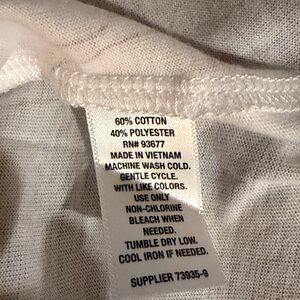 60% COTTON
40% POLYESTER
RN# 93677
MADE IN VIETNAM
MACHINE WASH COLD.
GENTLE CYCLE.
WITH LIKE COLORS.
USE ONLY
NON-CHLORINE
BLEACH WHEN
NEEDED.
TUMBLE DRY LOW.
COOL IRON IF NEEDED.
SUPPLIER 73935-9